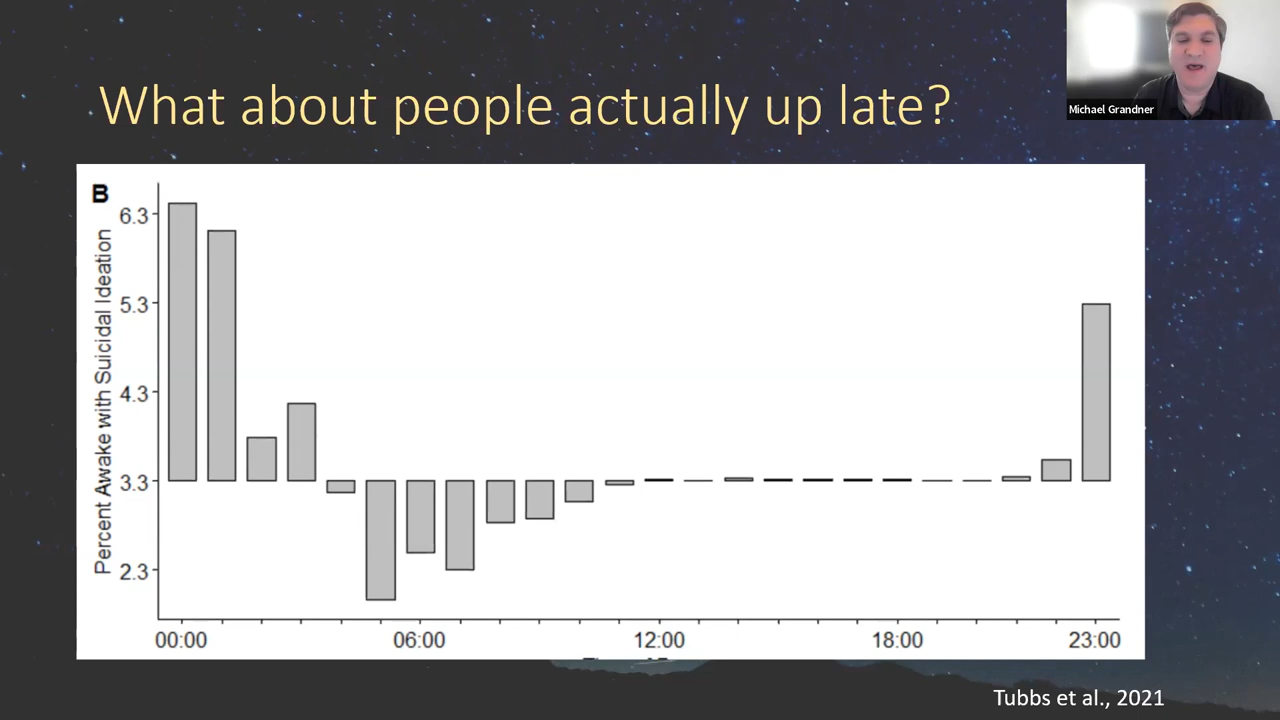 What about people actually up late?
Michael Grandner
B
Percent Awake with Suicidal Ideation
6.3
5.3
4.3
3.3
2.3
00:00 06:00 12:00 18:00 23:00
Tubbs et al., 2021